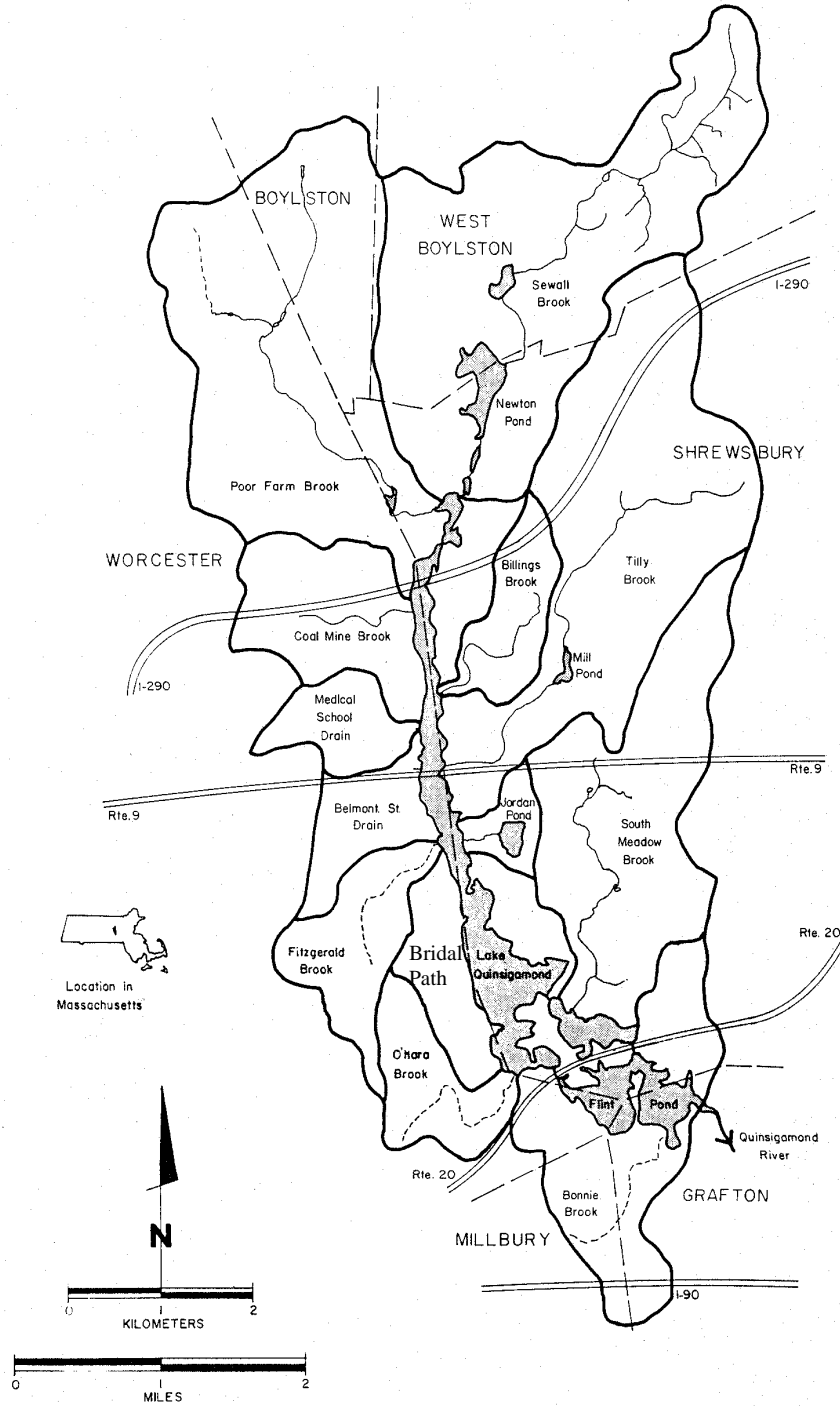 BOYLSTON
WEST
BOYLSTON
Sewall
Brook
I-290
Newton
Pond
SHREWSBURY
Poor Farm Brook
WORCESTER
Billings
Brook
Tilly
Brook
Coal Mine Brook
Mill
Pond
I-290
Medical
School
Drain
Rte. 9
Rte. 9
Belmont St.
Drain
Jordan
Pond
South
Meadow
Brook
Rte. 20
Fitzgerald
Brook
Bridal
Path
Lake
Quinsigamond
Location in
Massachusetts
O'Hara
Brook
Flint
Pond
Quinsigamond
River
Rte. 20
Bonnie
Brook
GRAFTON
MILLBURY
N
I-90
0 1 2
KILOMETERS
0 1 2
MILES